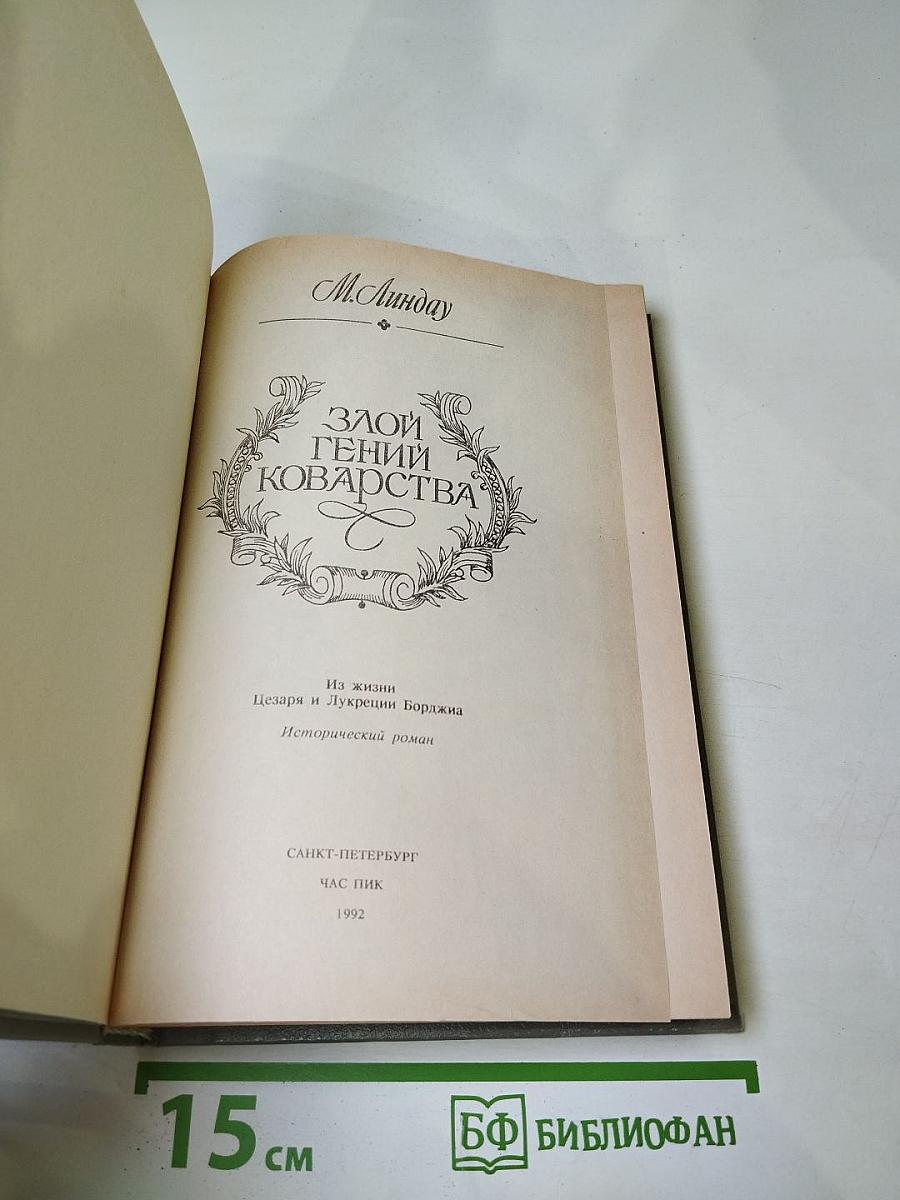 М. Линдау
ЗЛОЙ
ГЕНИЙ
КОВАРСТВА
Из жизни
Цезаря и Лукреции Борджиа
Исторический роман
САНКТ-ПЕТЕРБУРГ
ЧАС ПИК
1992
15 см
БФ БИБЛИОФАН